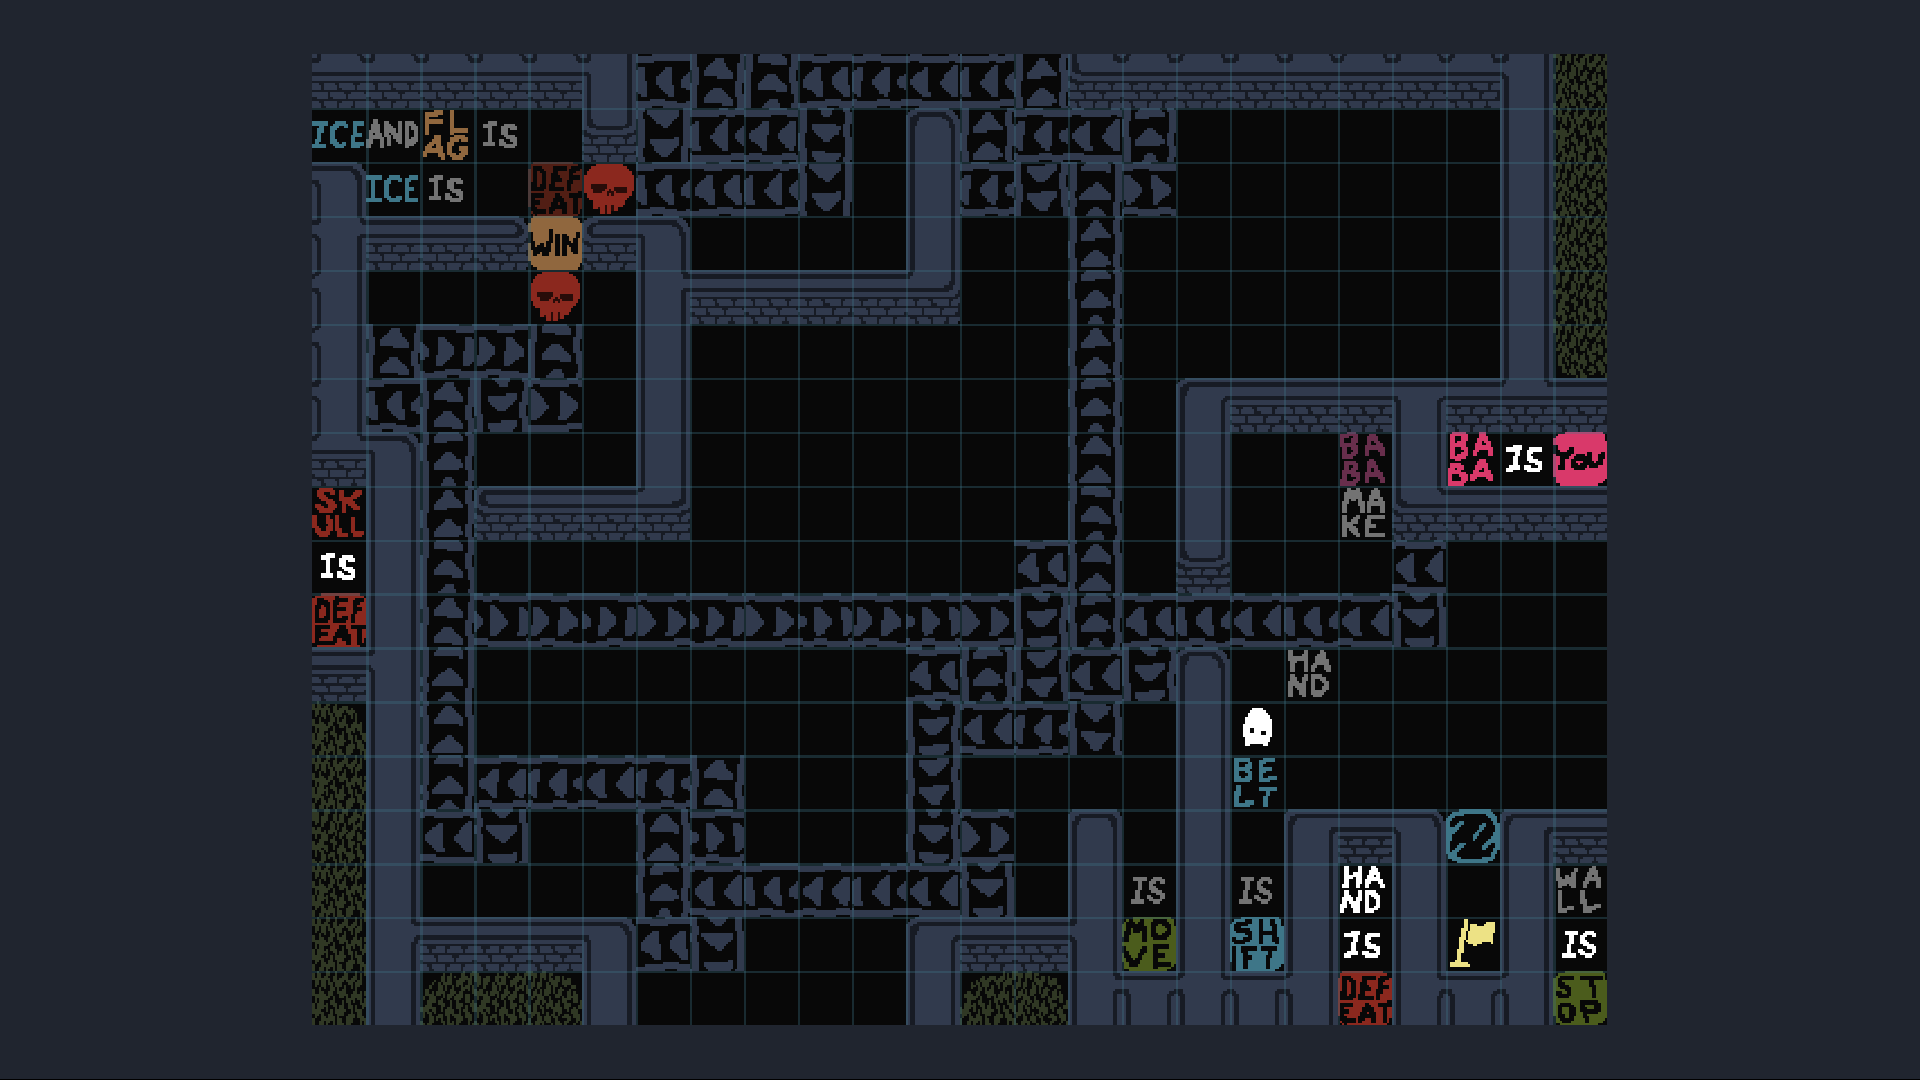 ICE AND FLAG IS
ICE IS DEFEAT
WIN
BABA BABA IS YOU
SKULL MAKE
IS
DEFEAT
HAND
BELT
IS IS HAND WALL
MOVE SHIFT IS IS
DEFEAT STOP